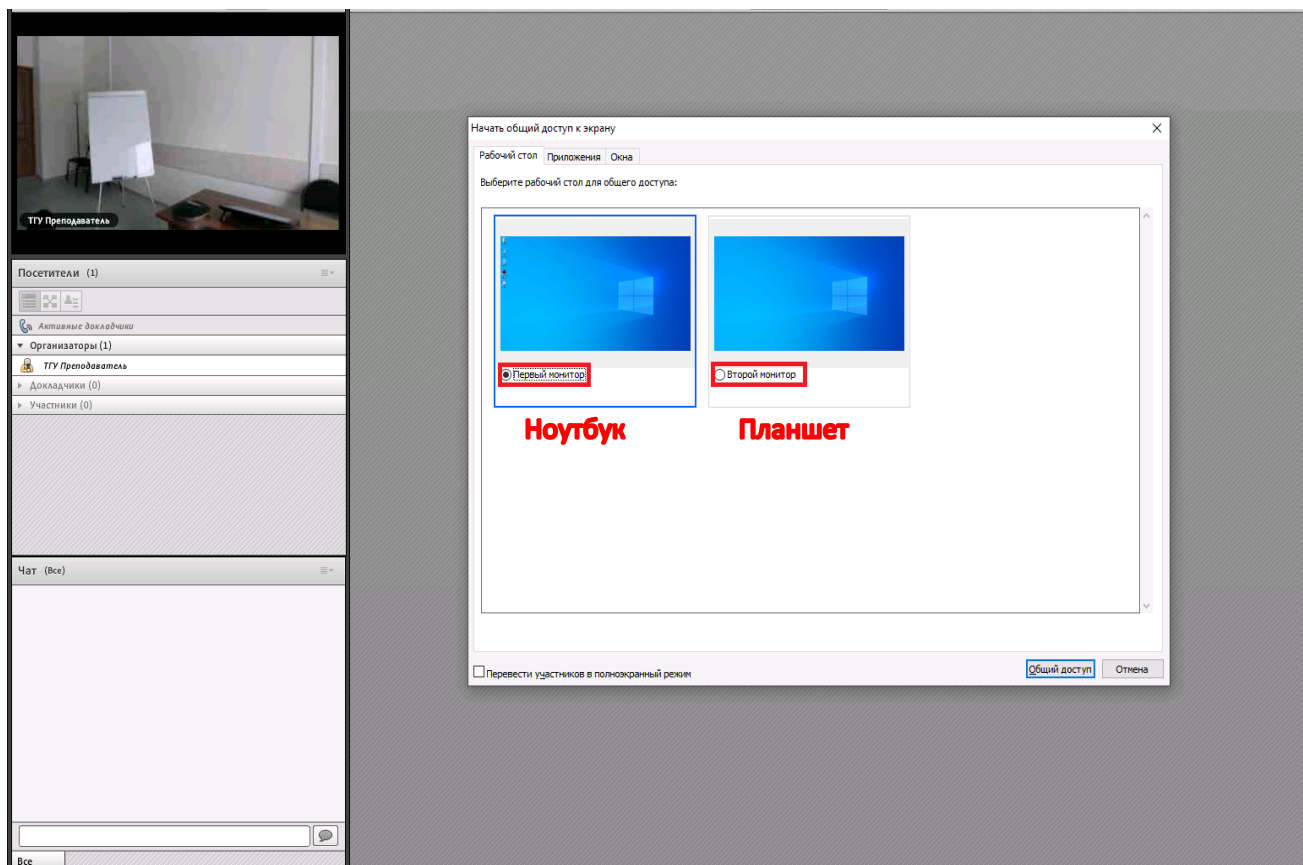 ТГУ Преподаватель
Посетители (1)
Активные докладчики
Организаторы (1)
ТГУ Преподаватель
Докладчики (0)
Участники (0)
Чат (Все)
Все
Начать общий доступ к экрану
Рабочий стол Приложения Окна
Выберите рабочий стол для общего доступа:
Первый монитор Второй монитор
Ноутбук Планшет
Перевести участников в полноэкранный режим
Общий доступ Отмена